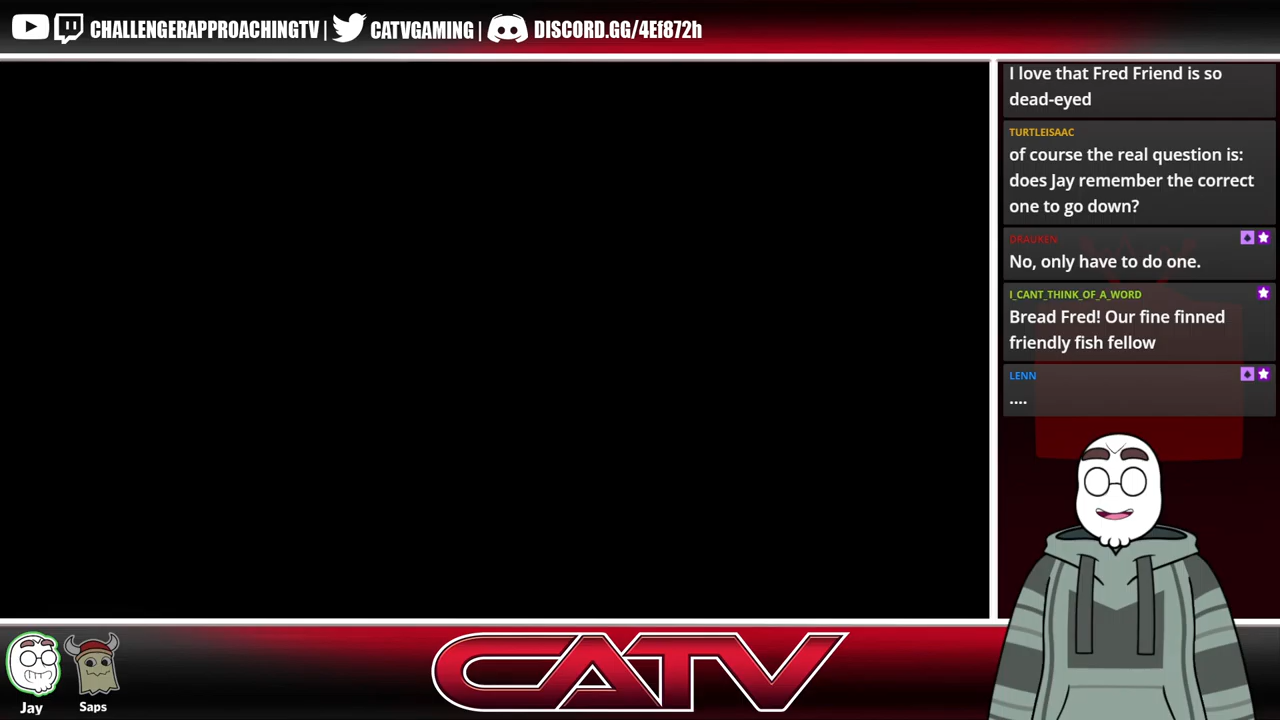 CHALLENGERAPPROACHINGTV | CATVGAMING | DISCORD.GG/4Ef872h
I love that Fred Friend is so
dead-eyed
TURTLEISAAC
of course the real question is:
does Jay remember the correct
one to go down?
DRAUKEN
No, only have to do one.
I_CANT_THINK_OF_A_WORD
Bread Fred! Our fine finned
friendly fish fellow
LENN
....
CATV
Jay
Saps